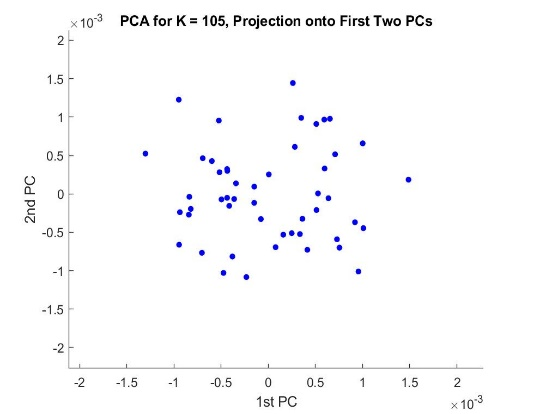 ×10⁻³
PCA for K = 105, Projection onto First Two PCs
2
1.5
1
0.5
0
-0.5
-1
-1.5
-2
2nd PC
-2 -1.5 -1 -0.5 0 0.5 1 1.5 2
1st PC
×10⁻³